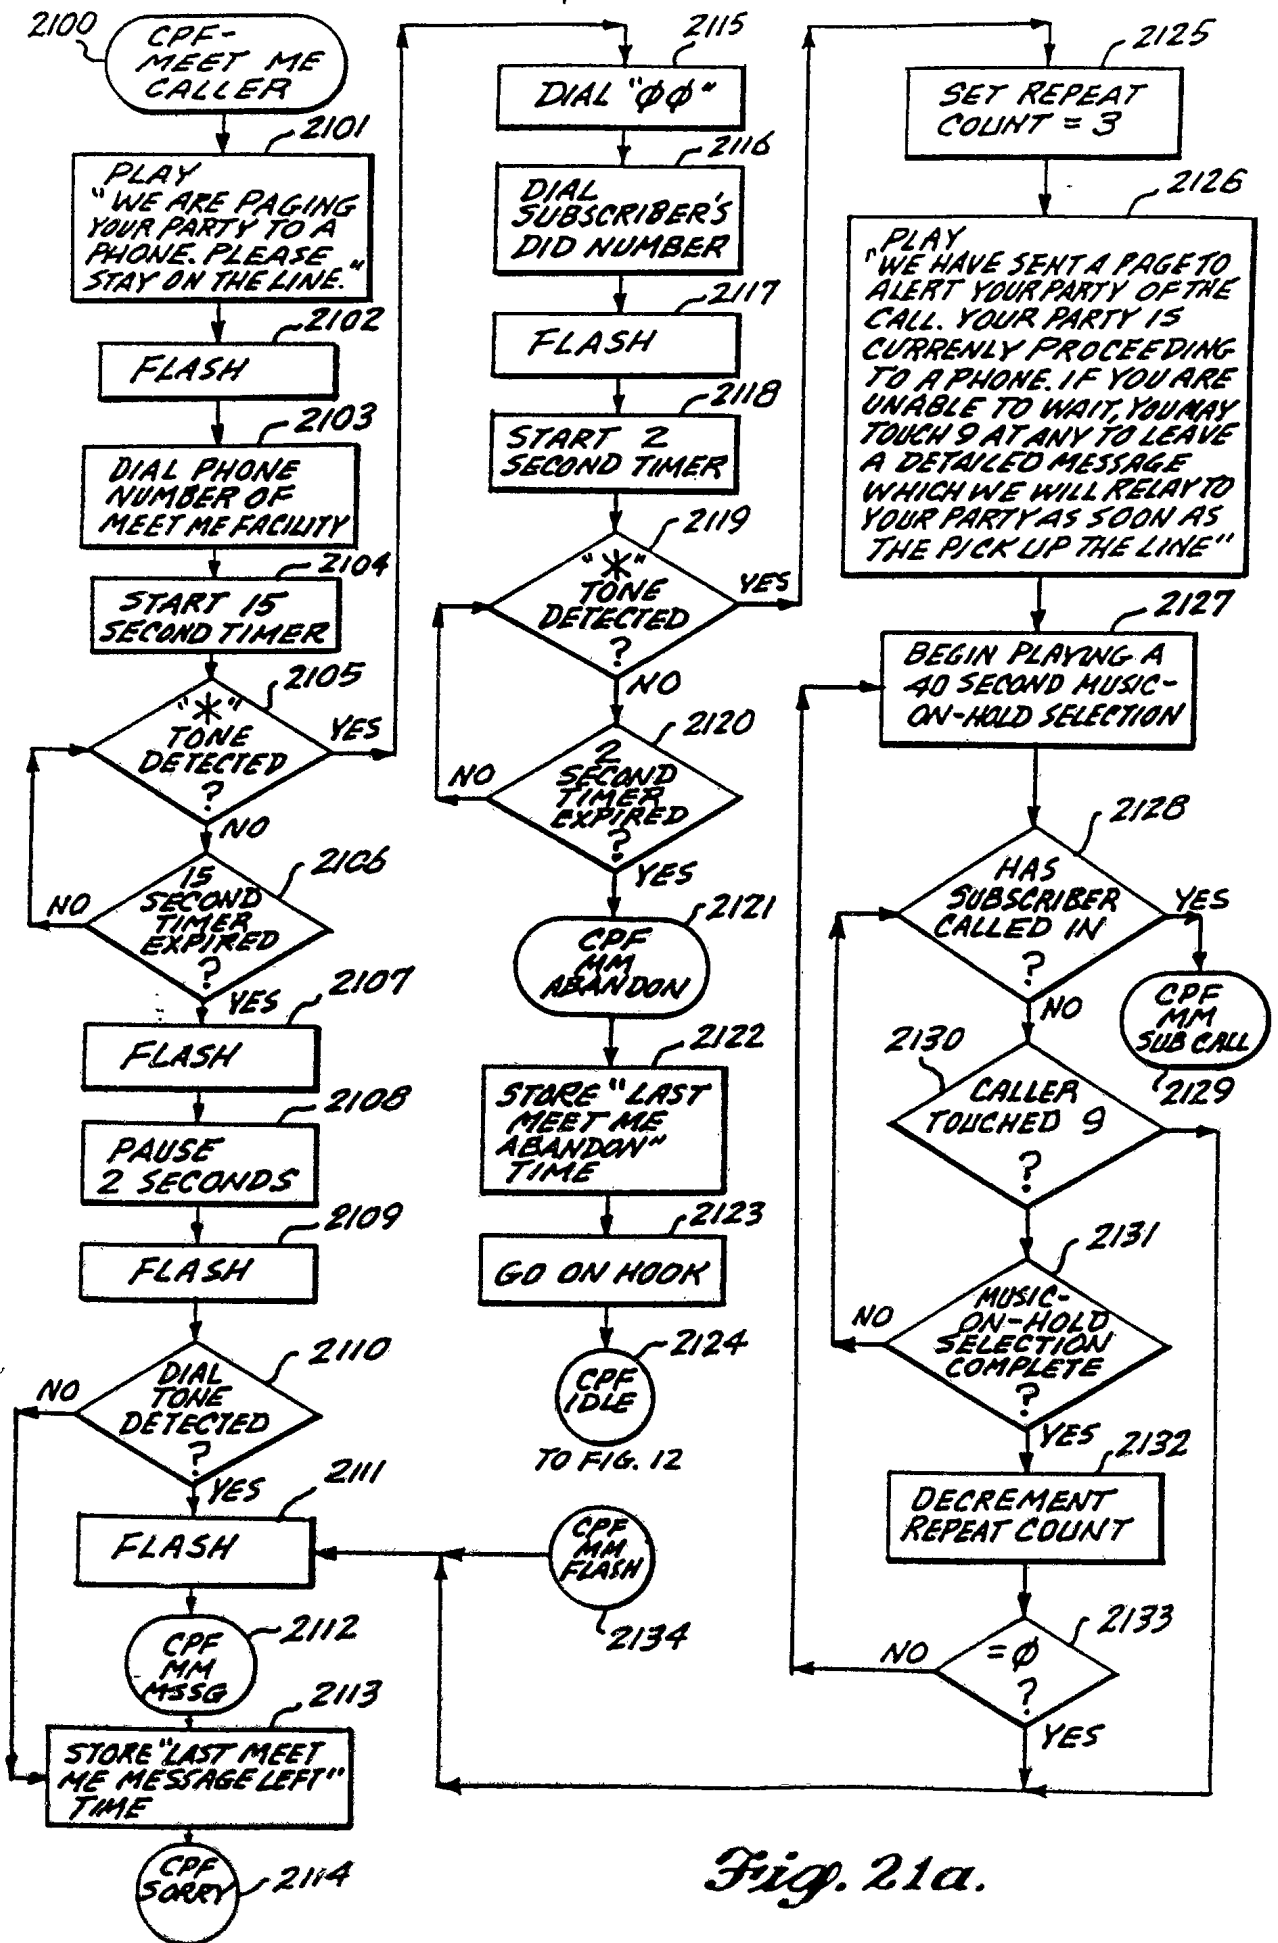 2100
CPF-
MEET ME
CALLER
2101
PLAY
"WE ARE PAGING
YOUR PARTY TO A
PHONE. PLEASE
STAY ON THE LINE."
2102
FLASH
2103
DIAL PHONE
NUMBER OF
MEET ME FACILITY
2104
START 15
SECOND TIMER
2105
"*"
TONE
DETECTED
?
YES
NO
2106
15
SECOND
TIMER
EXPIRED
?
NO
YES
2107
FLASH
2108
PAUSE
2 SECONDS
2109
FLASH
2110
DIAL
TONE
DETECTED
?
NO
YES
2111
FLASH
2112
CPF
MM
MSSG
2113
STORE "LAST MEET
ME MESSAGE LEFT"
TIME
CPF
SORRY
2114
2115
DIAL "ØØ"
2116
DIAL
SUBSCRIBER'S
DID NUMBER
2117
FLASH
2118
START 2
SECOND TIMER
2119
"*"
TONE
DETECTED
?
YES
NO
2120
2
SECOND
TIMER
EXPIRED
?
NO
YES
2121
CPF
MM
ABANDON
2122
STORE "LAST
MEET ME
ABANDON"
TIME
2123
GO ON HOOK
2124
CPF
IDLE
TO FIG. 12
CPF
MM
FLASH
2134
2125
SET REPEAT
COUNT = 3
2126
PLAY
"WE HAVE SENT A PAGE TO
ALERT YOUR PARTY OF THE
CALL. YOUR PARTY IS
CURRENLY PROCEEDING
TO A PHONE. IF YOU ARE
UNABLE TO WAIT, YOU MAY
TOUCH 9 AT ANY TO LEAVE
A DETAILED MESSAGE
WHICH WE WILL RELAY TO
YOUR PARTY AS SOON AS
THE PICK UP THE LINE"
2127
BEGIN PLAYING A
40 SECOND MUSIC-
ON-HOLD SELECTION
2128
HAS
SUBSCRIBER
CALLED IN
?
YES
NO
CPF
MM
SUB CALL
2129
2130
CALLER
TOUCHED 9
?
2131
MUSIC-
ON-HOLD
SELECTION
COMPLETE
?
NO
YES
2132
DECREMENT
REPEAT COUNT
2133
=Ø
?
NO
YES
Fig. 21a.